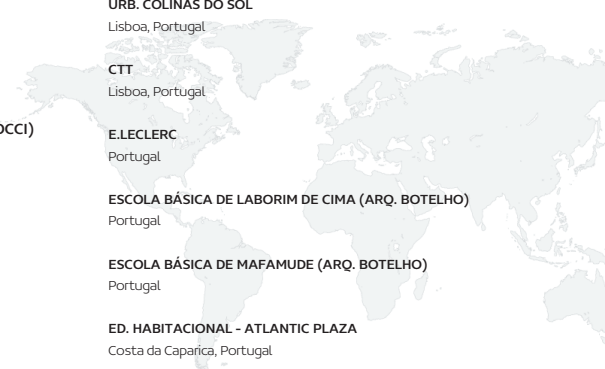 URB. COLINAS DO SOL
Lisboa, Portugal
CTT
Lisboa, Portugal
OCCI)
E.LECLERC
Portugal
ESCOLA BÁSICA DE LABORIM DE CIMA (ARQ. BOTELHO)
Portugal
ESCOLA BÁSICA DE MAFAMUDE (ARQ. BOTELHO)
Portugal
ED. HABITACIONAL - ATLANTIC PLAZA
Costa da Caparica, Portugal